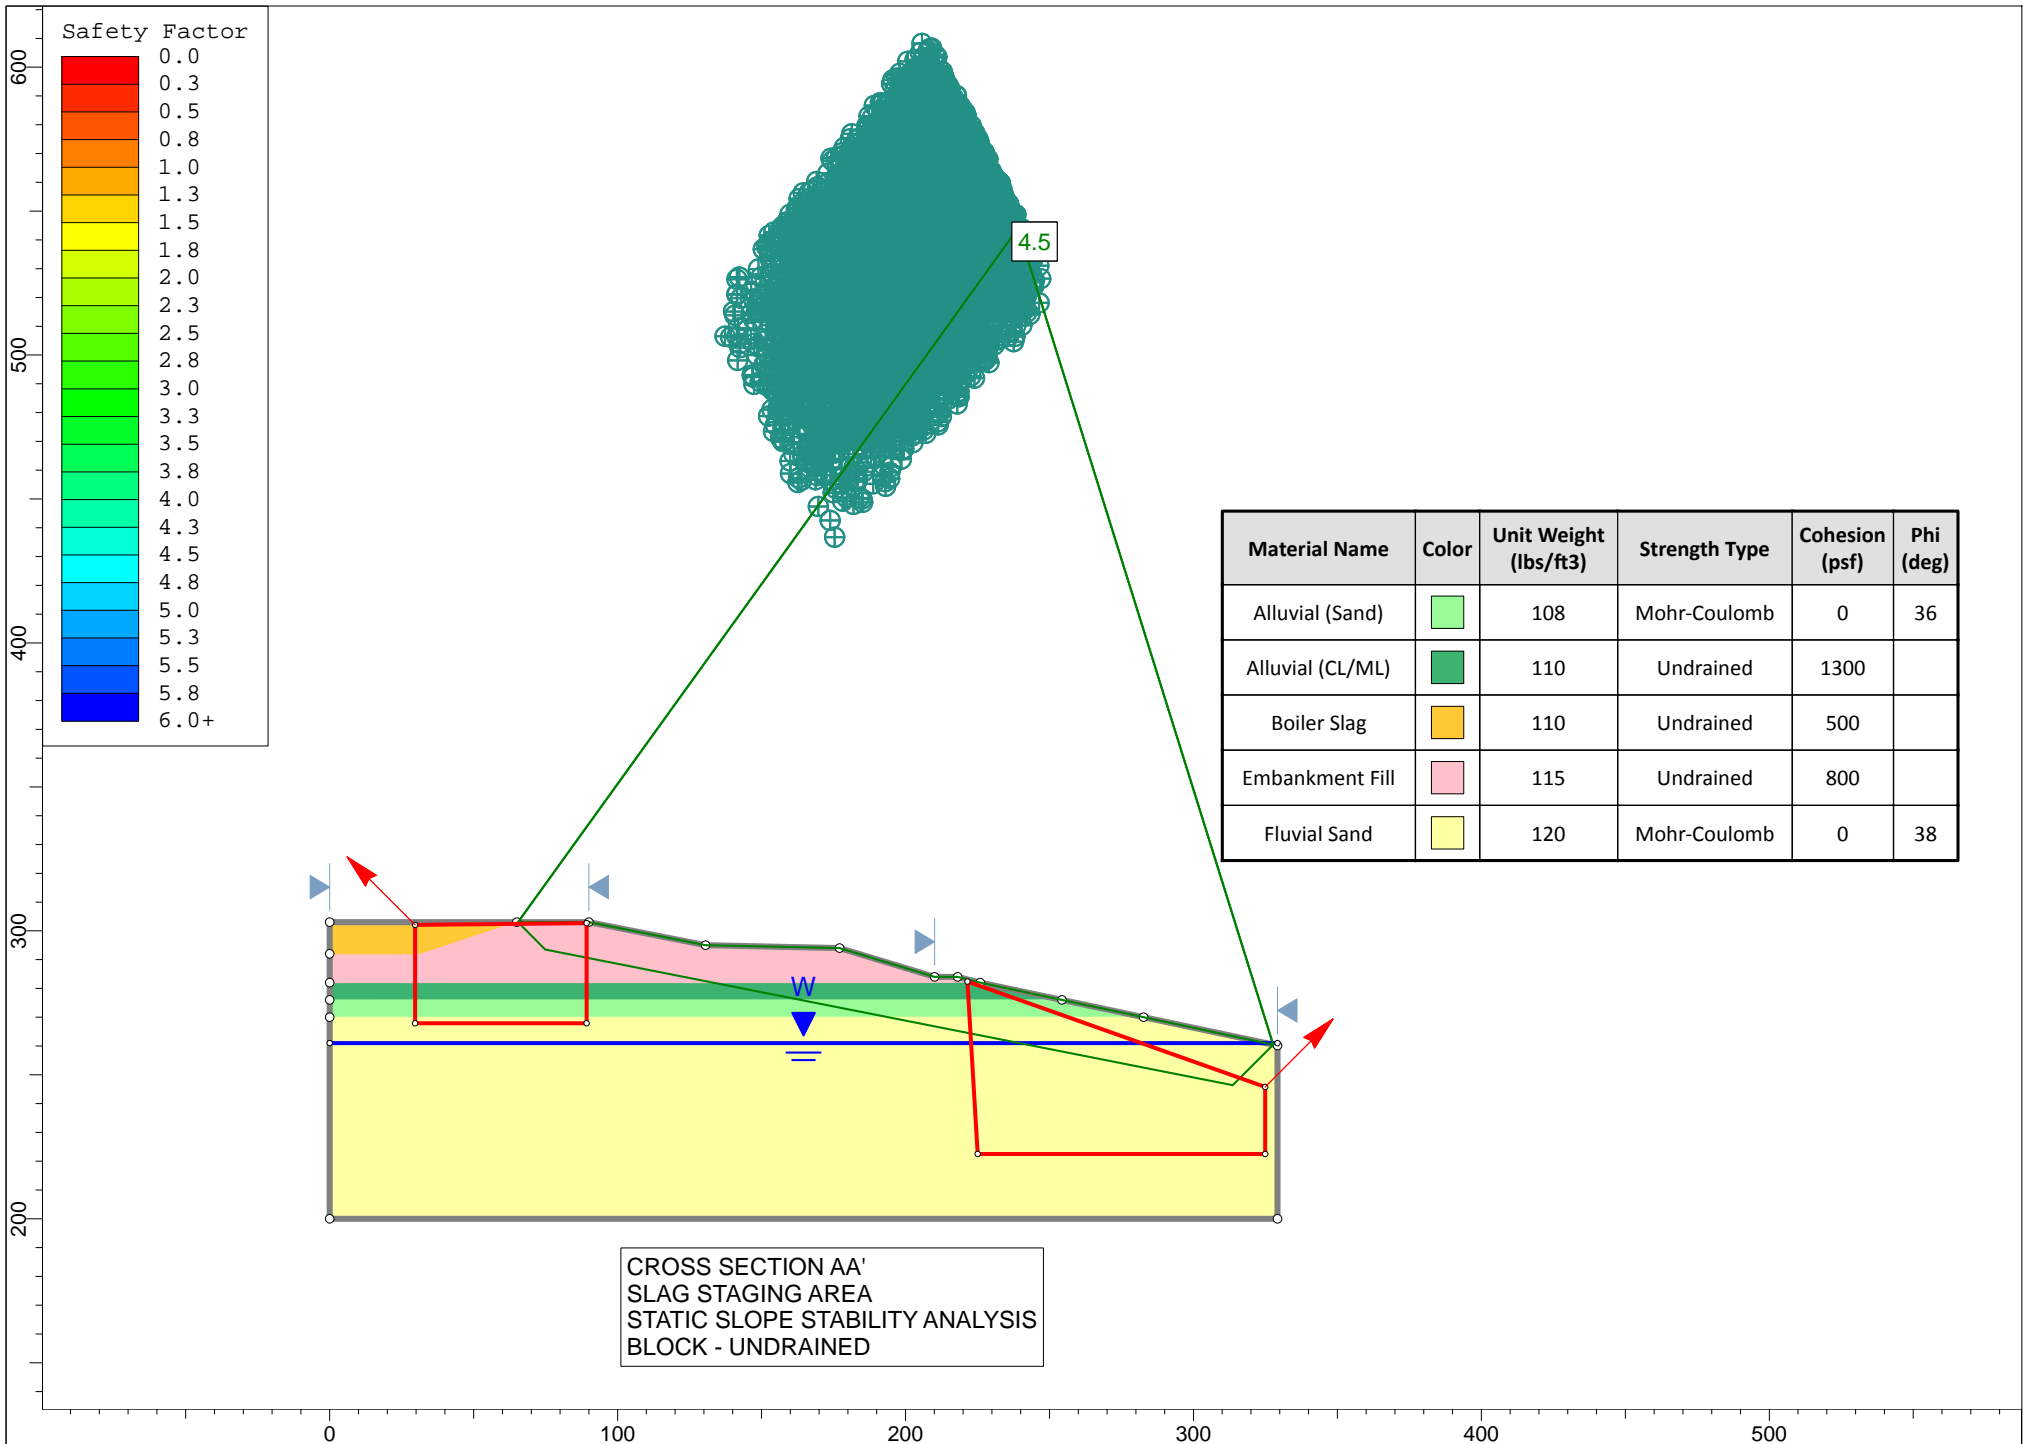 Safety Factor
0.0
0.3
0.5
0.8
1.0
1.3
1.5
1.8
2.0
2.3
2.5
2.8
3.0
3.3
3.5
3.8
4.0
4.3
4.5
4.8
5.0
5.3
5.5
5.8
6.0+
600
500
400
300
200
4.5
Material Name Color Unit Weight (lbs/ft3) Strength Type Cohesion (psf) Phi (deg)
Alluvial (Sand) 108 Mohr-Coulomb 0 36
Alluvial (CL/ML) 110 Undrained 1300
Boiler Slag 110 Undrained 500
Embankment Fill 115 Undrained 800
Fluvial Sand 120 Mohr-Coulomb 0 38
W
CROSS SECTION AA'
SLAG STAGING AREA
STATIC SLOPE STABILITY ANALYSIS
BLOCK - UNDRAINED
0 100 200 300 400 500